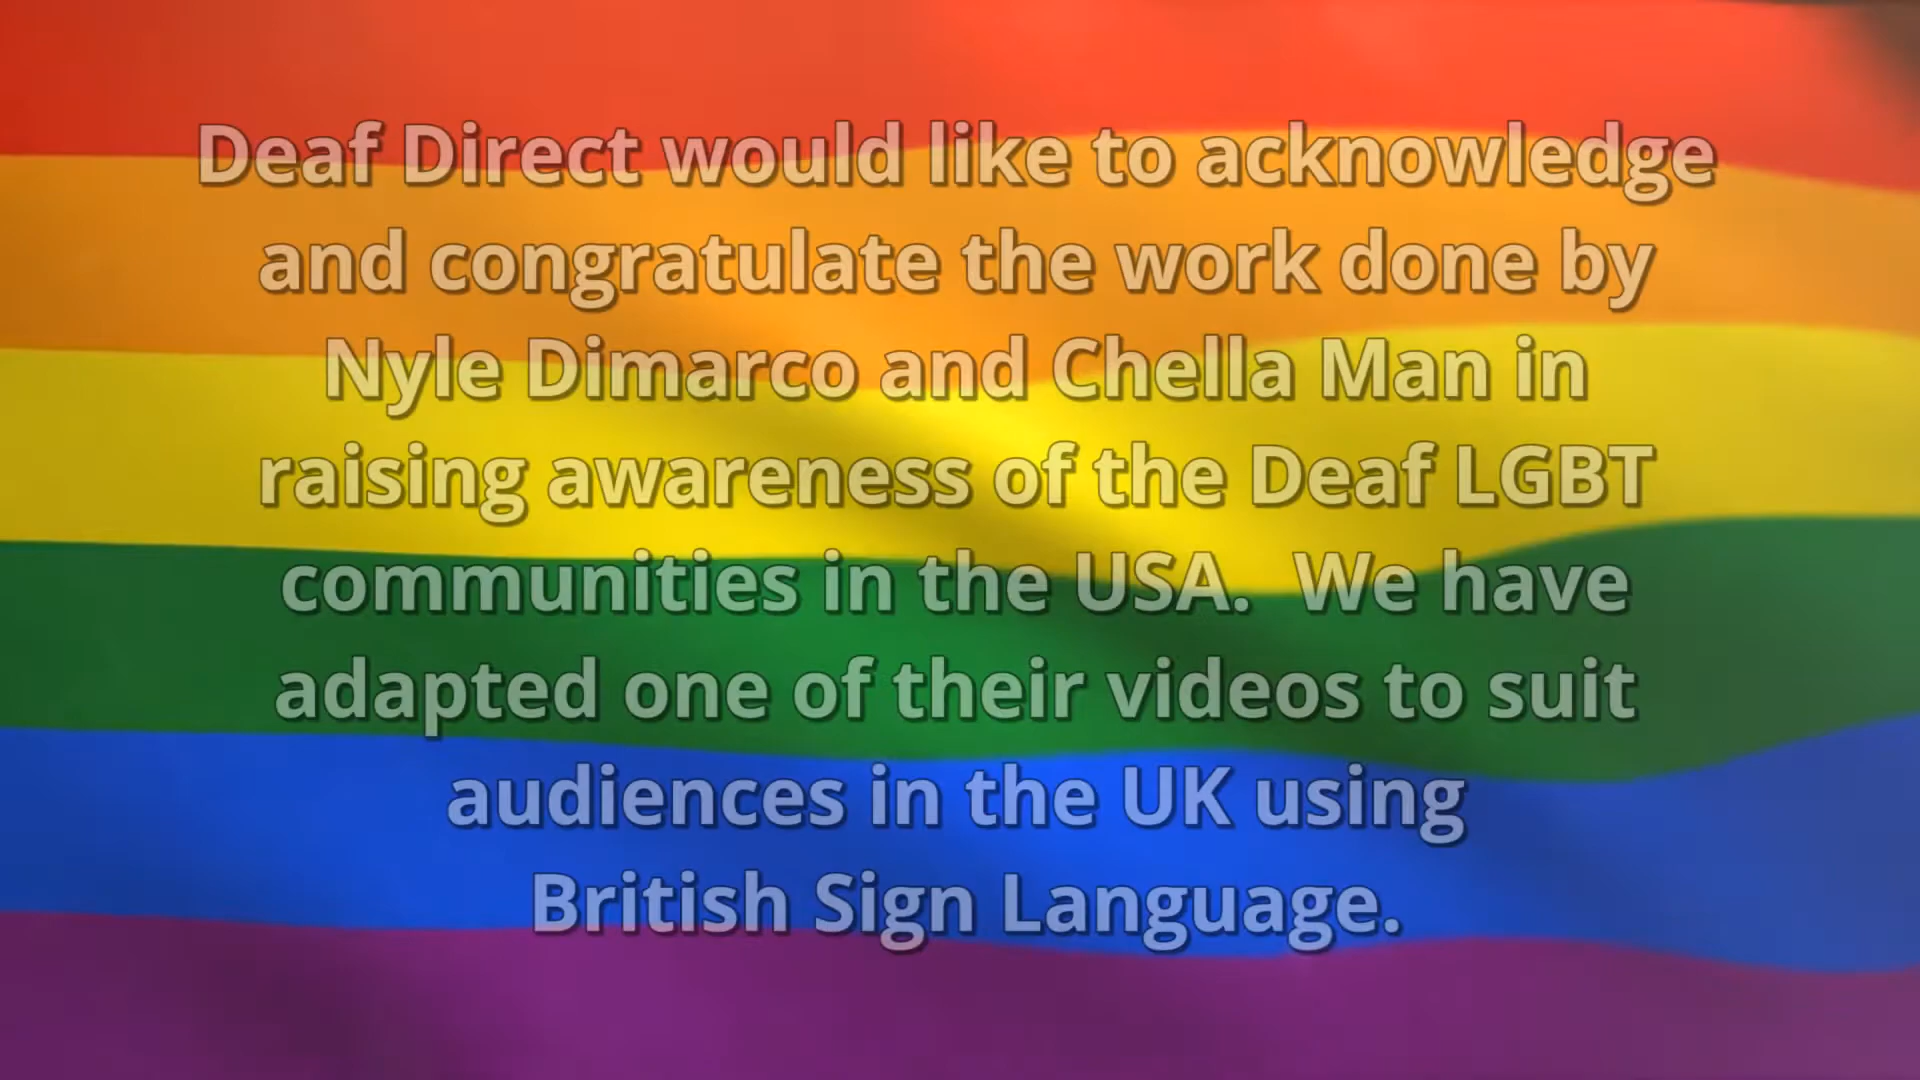 Deaf Direct would like to acknowledge
and congratulate the work done by
Nyle Dimarco and Chella Man in
raising awareness of the Deaf LGBT
communities in the USA.  We have
adapted one of their videos to suit
audiences in the UK using
British Sign Language.